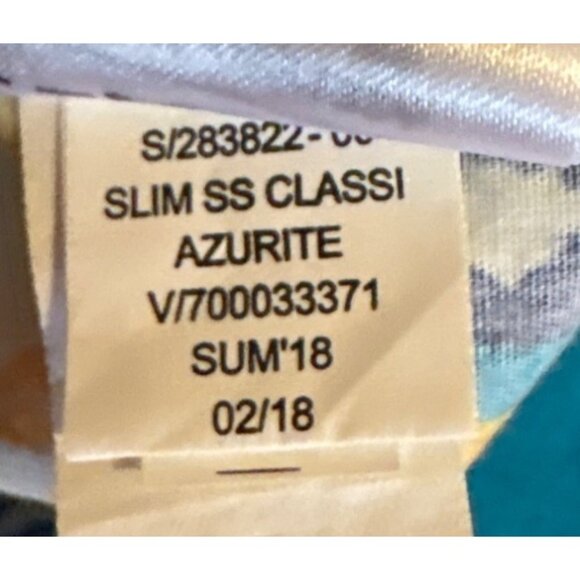 S/283822-
SLIM SS CLASSI
AZURITE
V/700033371
SUM'18
02/18